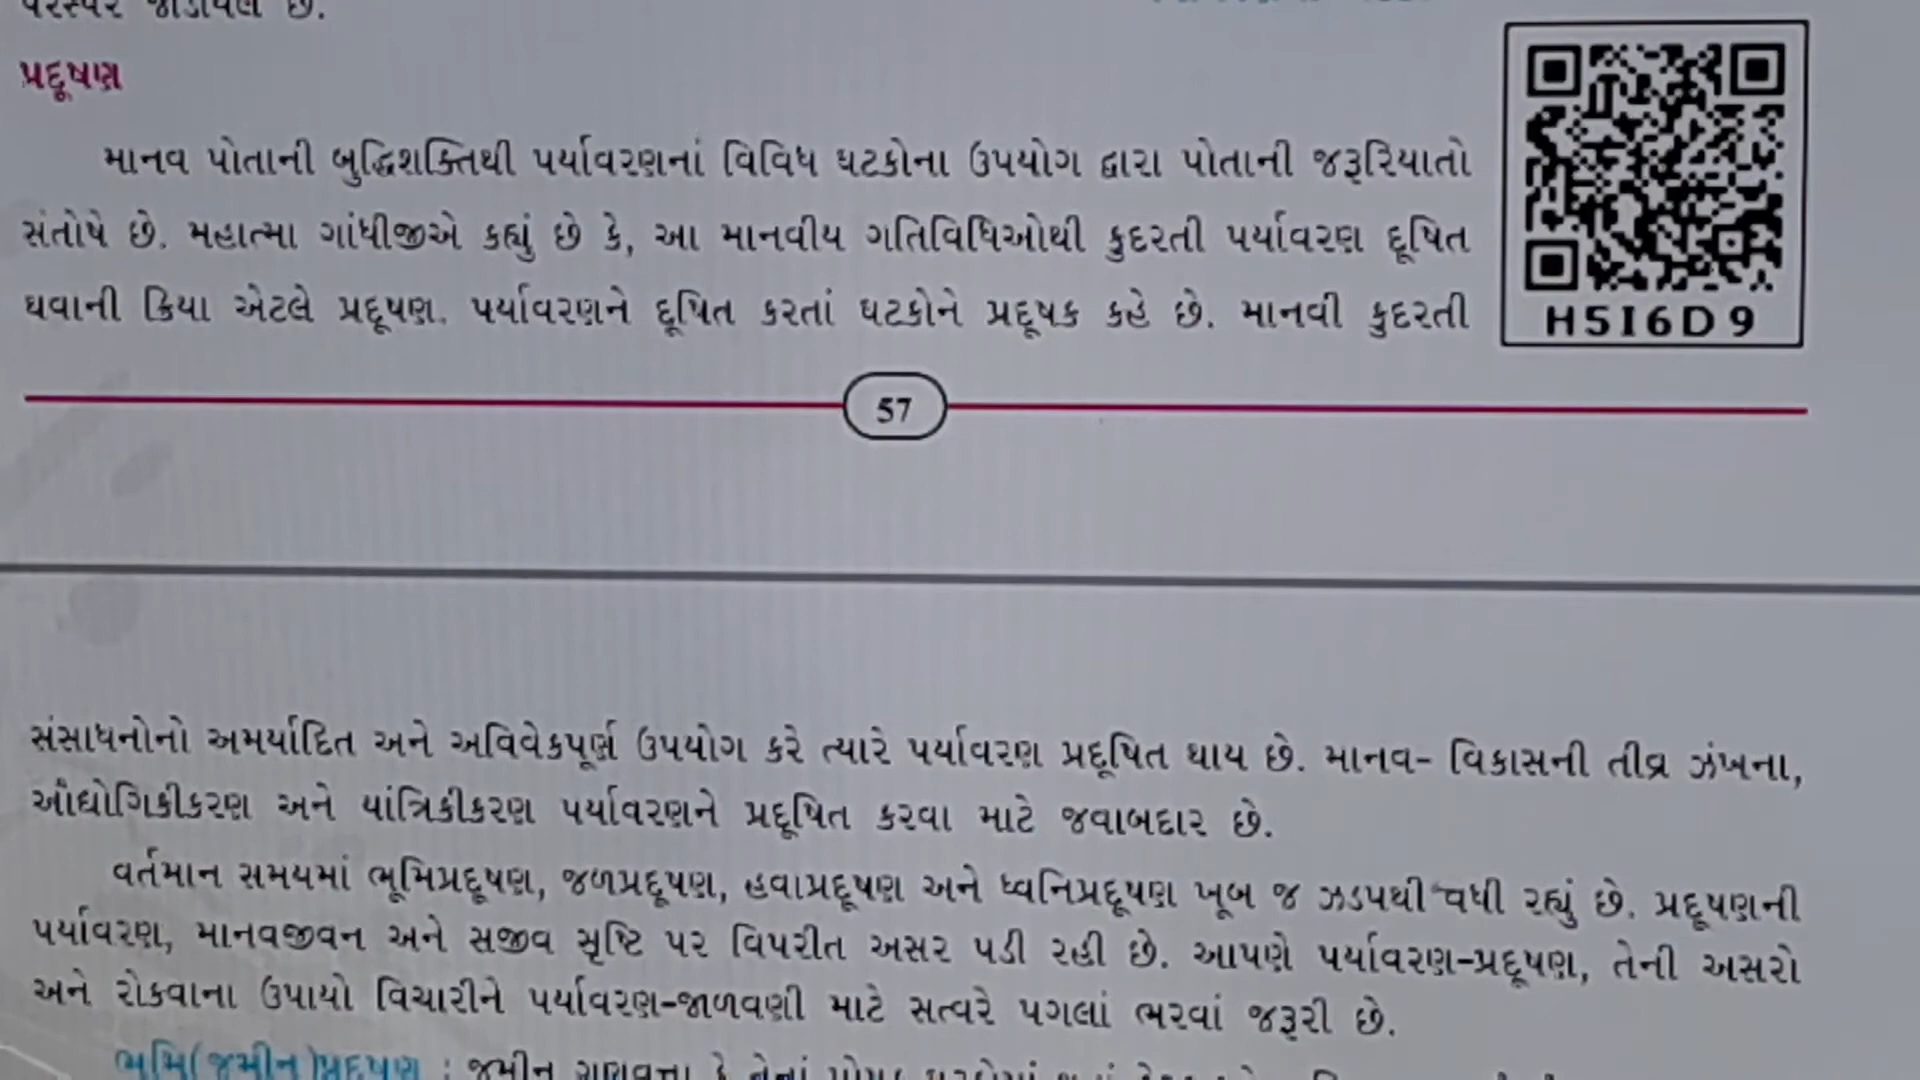 પરસ્પર જોડાયેલ છે.
પ્રદૂષણ
માનવ પોતાની બુદ્ધિશક્તિથી પર્યાવરણનાં વિવિધ ઘટકોના ઉપયોગ દ્વારા પોતાની જરૂરિયાતો
સંતોષે છે. મહાત્મા ગાંધીજીએ કહ્યું છે કે, આ માનવીય ગતિવિધિઓથી કુદરતી પર્યાવરણ દૂષિત
થવાની ક્રિયા એટલે પ્રદૂષણ. પર્યાવરણને દૂષિત કરતાં ઘટકોને પ્રદૂષક કહે છે. માનવી કુદરતી
H5I6D9
57
સંસાધનોનો અમર્યાદિત અને અવિવેકપૂર્ણ ઉપયોગ કરે ત્યારે પર્યાવરણ પ્રદૂષિત થાય છે. માનવ- વિકાસની તીવ્ર ઝંખના,
ઔદ્યોગિકીકરણ અને યાંત્રિકીકરણ પર્યાવરણને પ્રદૂષિત કરવા માટે જવાબદાર છે.
વર્તમાન સમયમાં ભૂમિપ્રદૂષણ, જળપ્રદૂષણ, હવાપ્રદૂષણ અને ધ્વનિપ્રદૂષણ ખૂબ જ ઝડપથી વધી રહ્યું છે. પ્રદૂષણની
પર્યાવરણ, માનવજીવન અને સજીવ સૃષ્ટિ પર વિપરીત અસર પડી રહી છે. આપણે પર્યાવરણ-પ્રદૂષણ, તેની અસરો
અને રોકવાના ઉપાયો વિચારીને પર્યાવરણ-જાળવણી માટે સત્વરે પગલાં ભરવાં જરૂરી છે.
ભૂમિ(જમીન)પ્રદૂષણ : જમીન